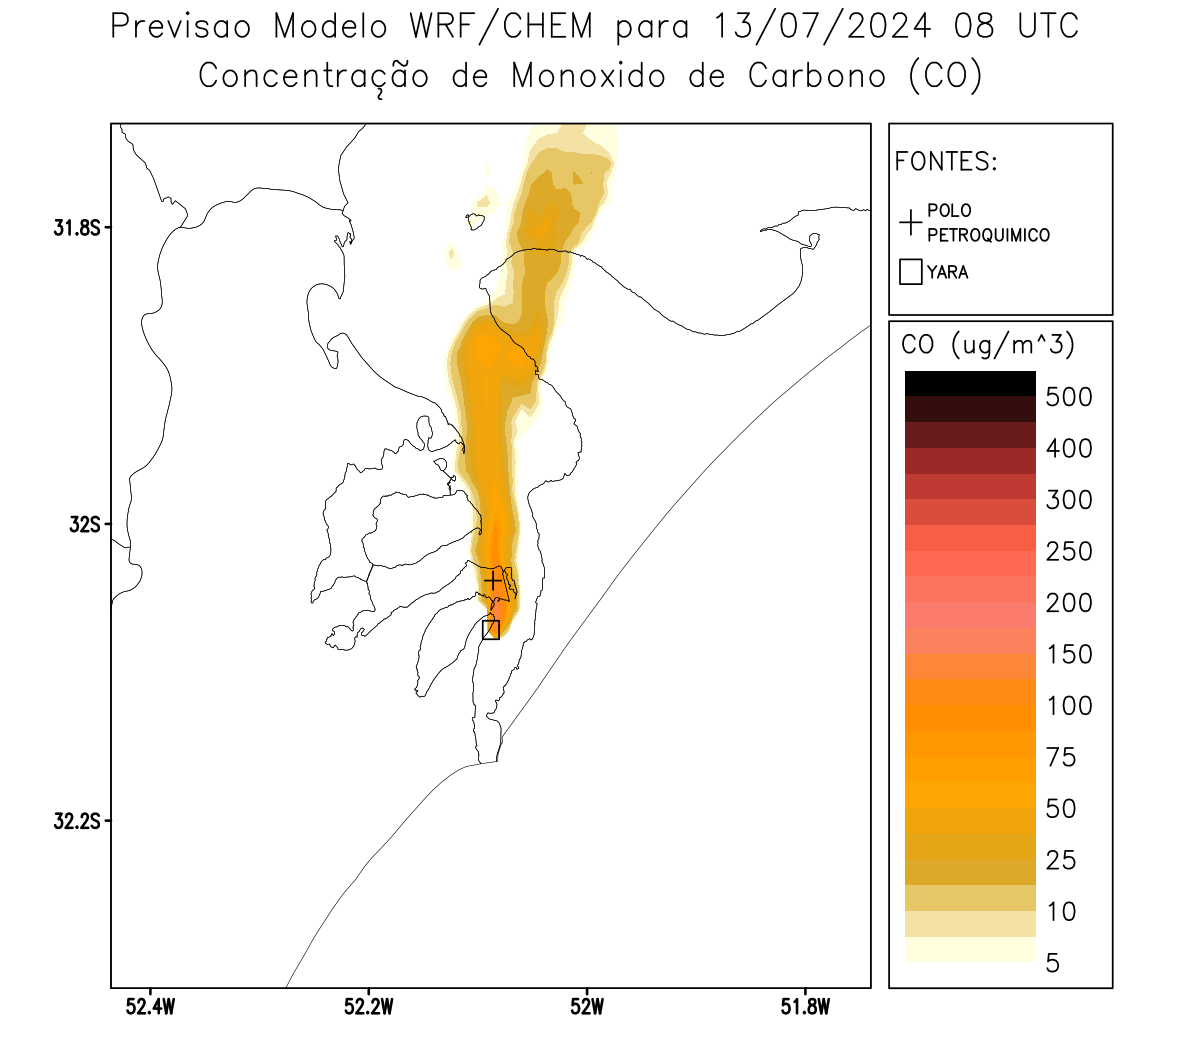 Previsao Modelo WRF/CHEM para 13/07/2024 08 UTC
Concentração de Monoxido de Carbono (CO)
FONTES:
POLO
PETROQUIMICO
YARA
CO (ug/m^3)
500
400
300
250
200
150
100
75
50
25
10
5
31.8S
32S
32.2S
52.4W
52.2W
52W
51.8W